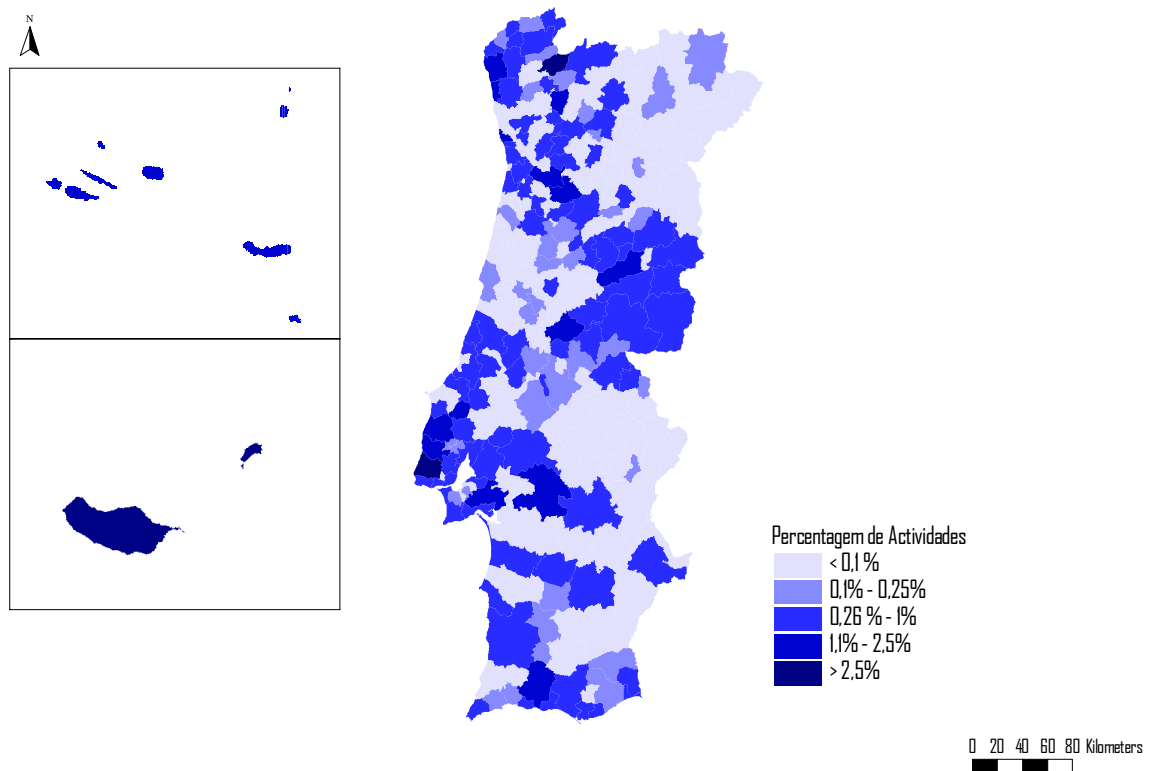 N
Percentagem de Actividades
< 0,1 %
0,1% - 0,25%
0,26 % - 1%
1,1% - 2,5%
> 2,5%
0 20 40 60 80 Kilometers